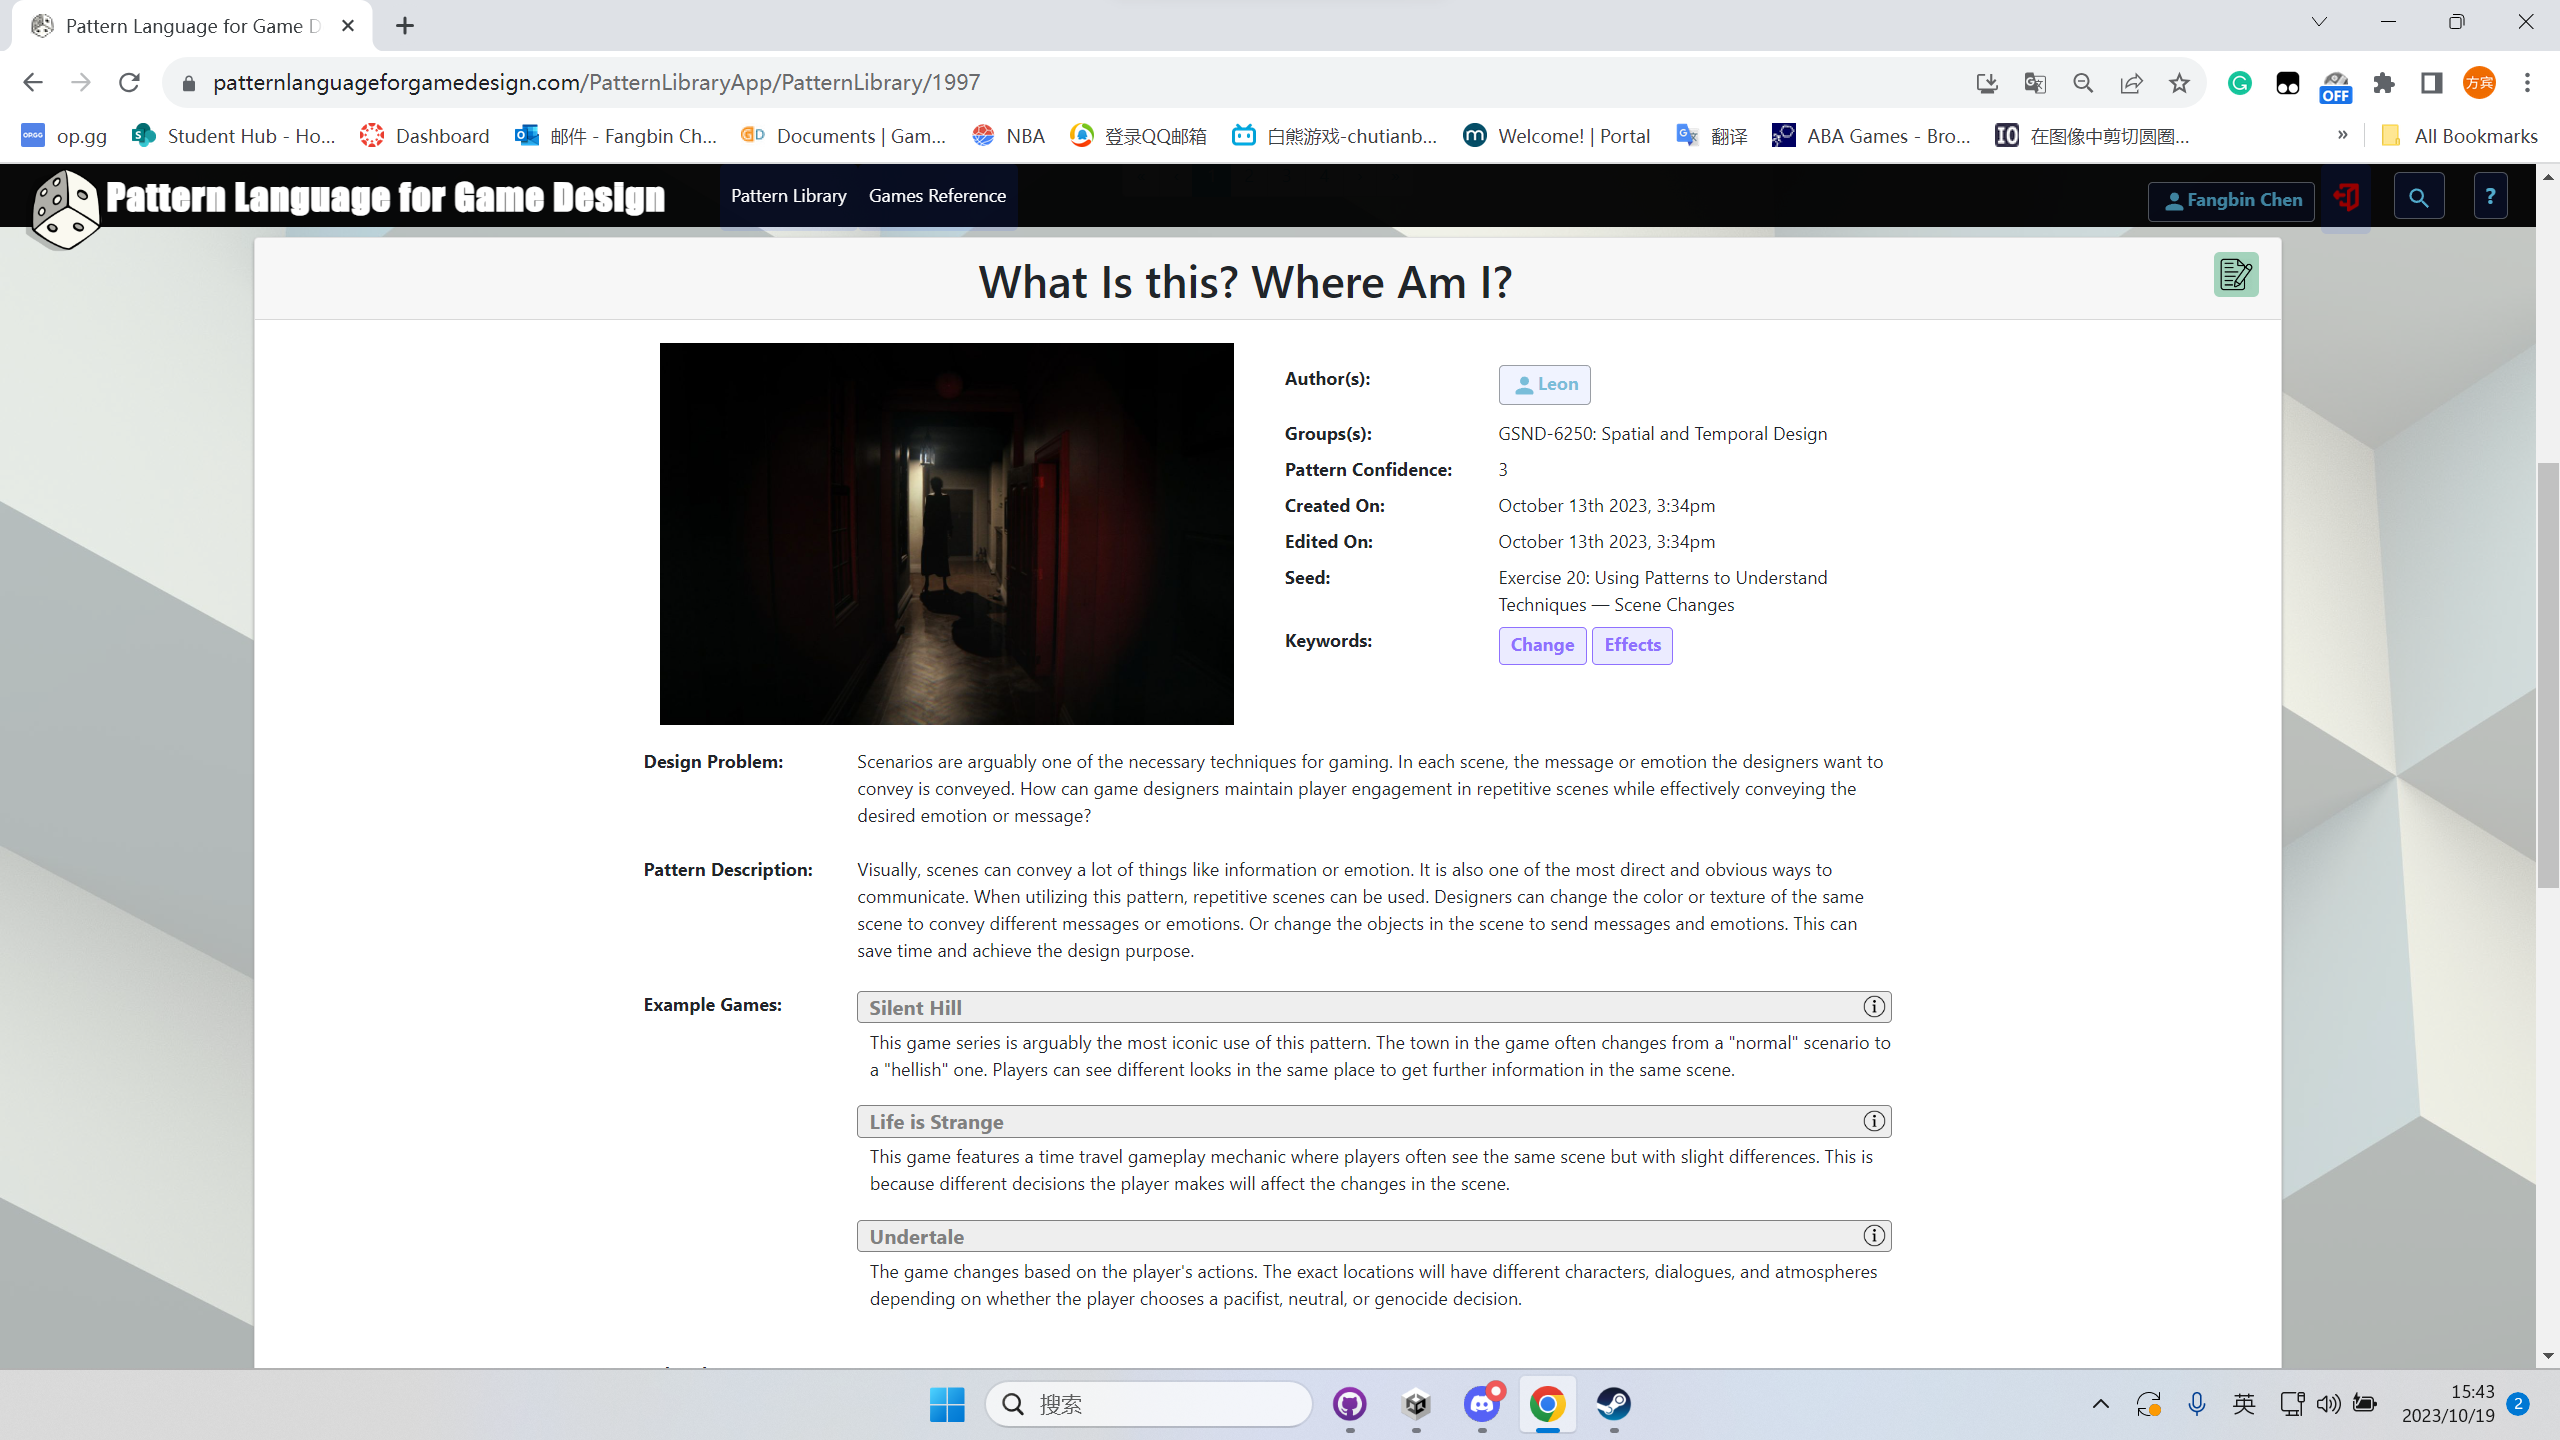 Pattern Language for Game D
patternlanguageforgamedesign.com/PatternLibraryApp/PatternLibrary/1997
OFF
方宾
OP.GG
op.gg
Student Hub - Ho...
Dashboard
邮件 - Fangbin Ch...
Documents | Gam...
NBA
登录QQ邮箱
白熊游戏-chutianb...
Welcome! | Portal
翻译
ABA Games - Bro...
IO
在图像中剪切圆圈...
»
All Bookmarks
Pattern Language for Game Design
Pattern Library
Games Reference
Fangbin Chen
?
What Is this? Where Am I?
Author(s):
Leon
Groups(s):
GSND-6250: Spatial and Temporal Design
Pattern Confidence:
3
Created On:
October 13th 2023, 3:34pm
Edited On:
October 13th 2023, 3:34pm
Seed:
Exercise 20: Using Patterns to Understand
Techniques — Scene Changes
Keywords:
Change
Effects
Design Problem:
Scenarios are arguably one of the necessary techniques for gaming. In each scene, the message or emotion the designers want to
convey is conveyed. How can game designers maintain player engagement in repetitive scenes while effectively conveying the
desired emotion or message?
Pattern Description:
Visually, scenes can convey a lot of things like information or emotion. It is also one of the most direct and obvious ways to
communicate. When utilizing this pattern, repetitive scenes can be used. Designers can change the color or texture of the same
scene to convey different messages or emotions. Or change the objects in the scene to send messages and emotions. This can
save time and achieve the design purpose.
Example Games:
Silent Hill
This game series is arguably the most iconic use of this pattern. The town in the game often changes from a "normal" scenario to
a "hellish" one. Players can see different looks in the same place to get further information in the same scene.
Life is Strange
This game features a time travel gameplay mechanic where players often see the same scene but with slight differences. This is
because different decisions the player makes will affect the changes in the scene.
Undertale
The game changes based on the player's actions. The exact locations will have different characters, dialogues, and atmospheres
depending on whether the player chooses a pacifist, neutral, or genocide decision.
搜索
英
15:43
2023/10/19
2